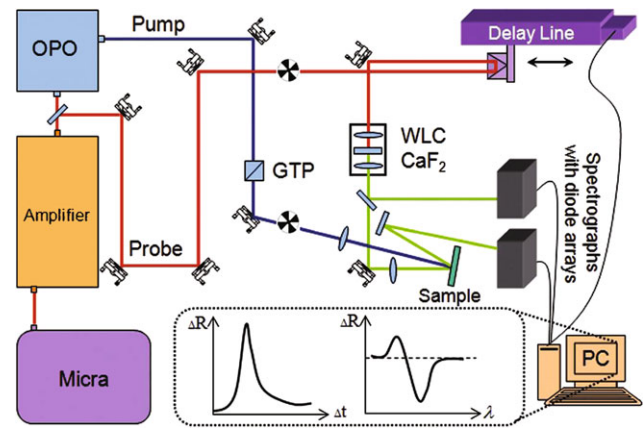 OPO
Pump
Delay Line
WLC
CaF₂
GTP
Amplifier
Probe
Spectrographs
with diode arrays
Sample
Micra
ΔR
Δt
ΔR
λ
PC